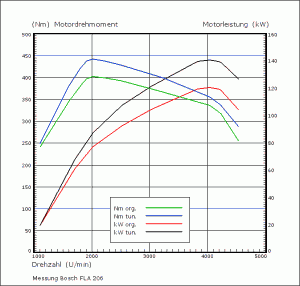 (Nm) Motordrehmoment Motorleistung (kW)
500 160
450 140
400 120
350
300 100
250 80
200
150 60
100 40
50 20
0 0
1000 2000 3000 4000 5000
Nm org.
Nm tun.
kW org.
kW tun.
Drehzahl (U/min)
Messung Bosch FLA 206